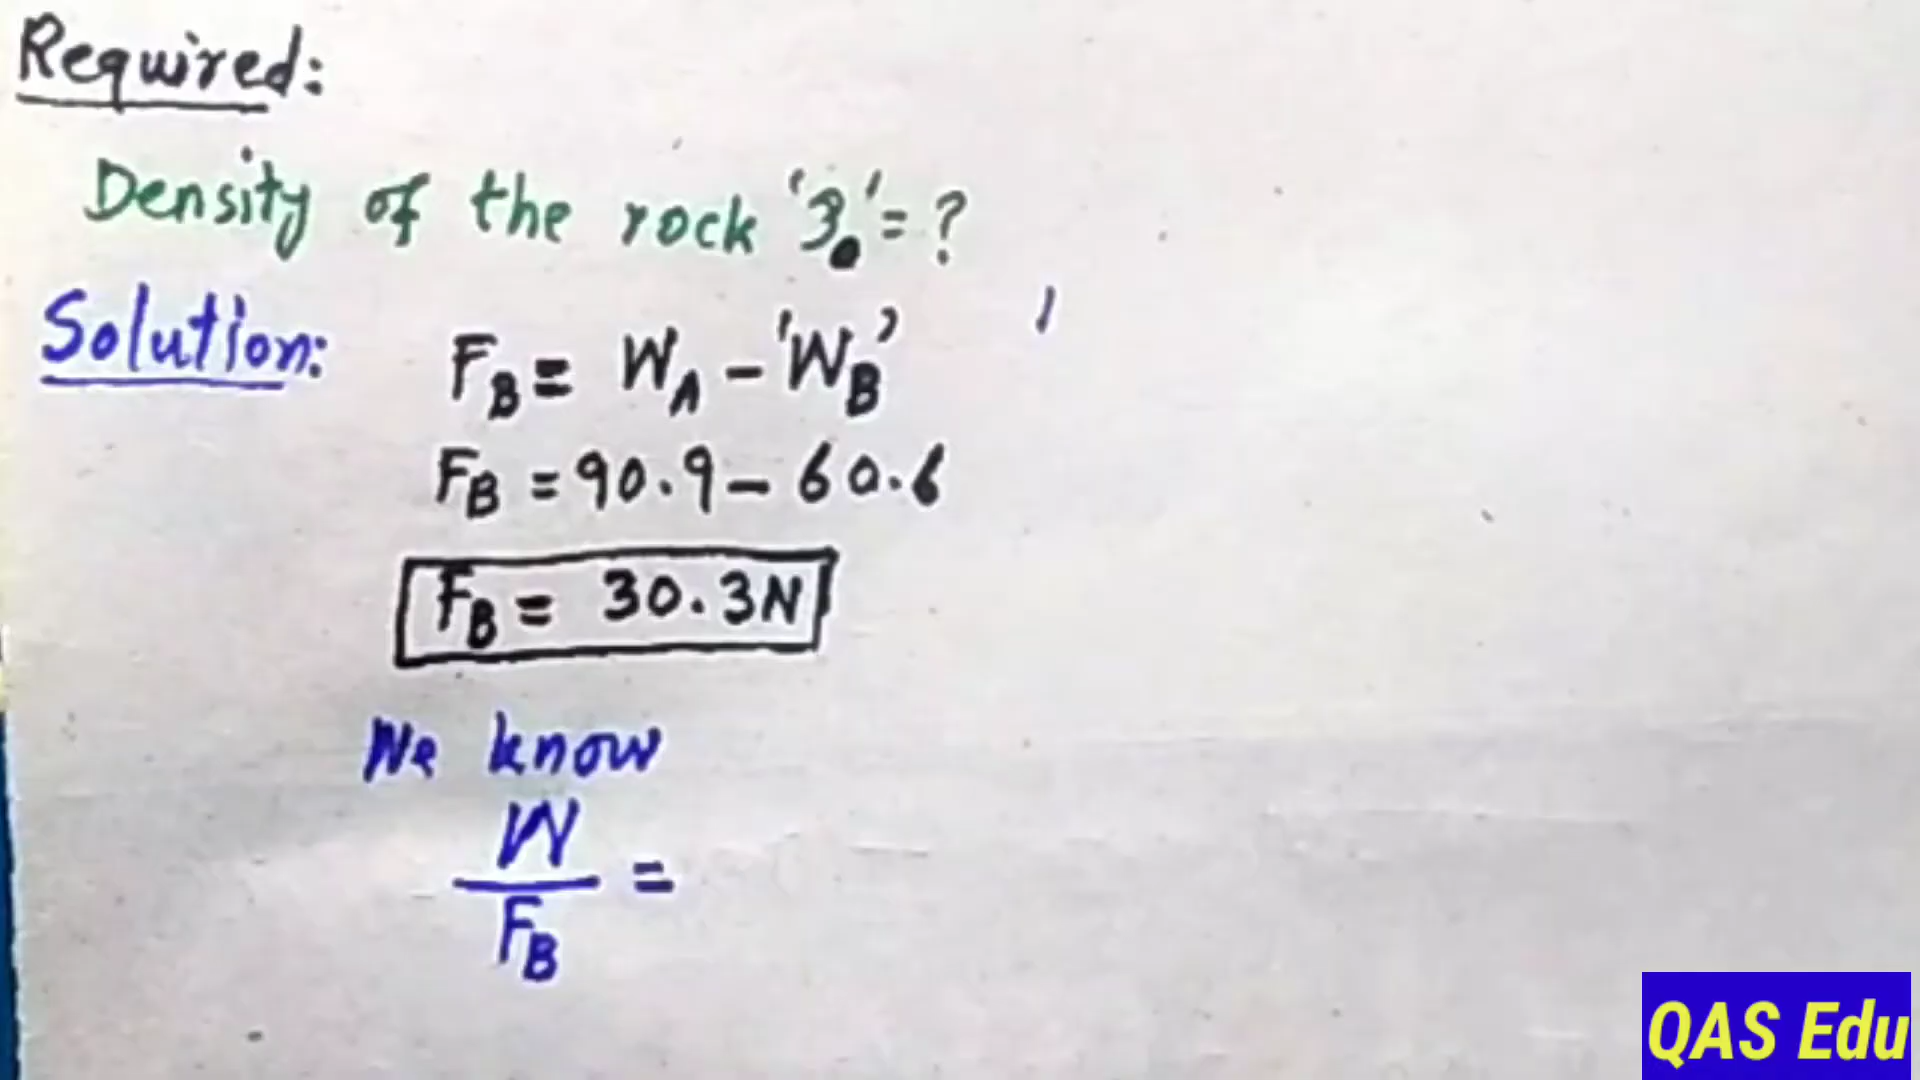 Required:
Density of the rock '3.'=?
Solution:
F_B = W_A - 'W_B'
F_B = 90.9 - 60.6
F_B = 30.3N
We know
W/F_B =
QAS Edu